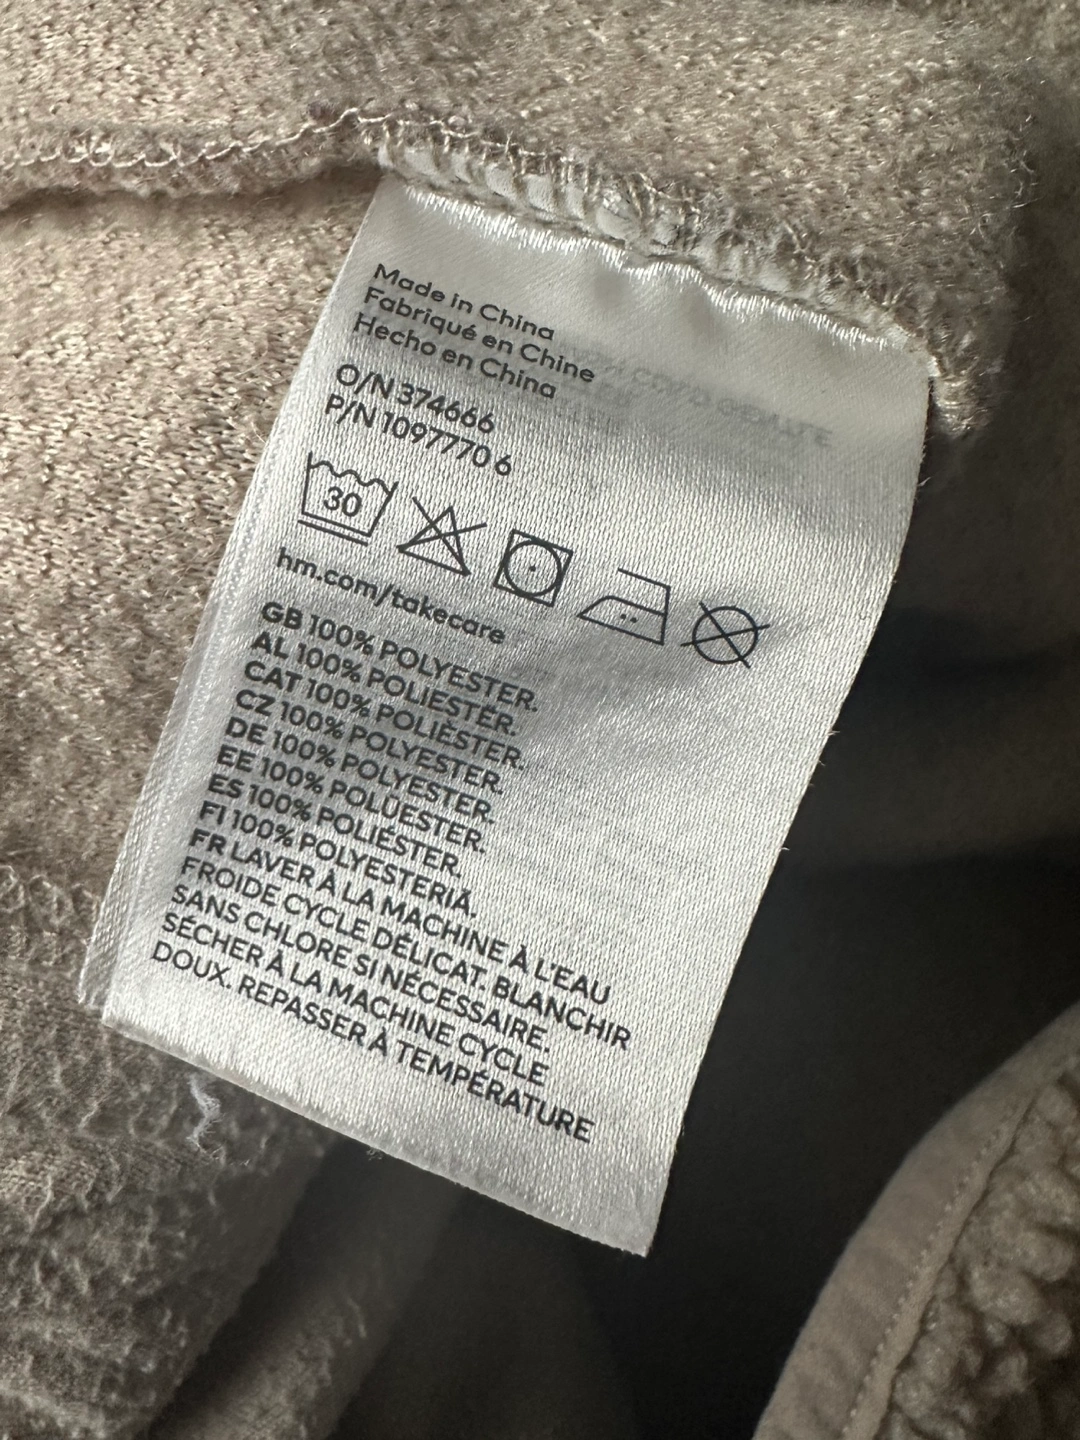 Made in China
Fabriqué en Chine
Hecho en China
O/N 374666
P/N 1097770 6
30
hm.com/takecare
GB 100% POLYESTER.
AL 100% POLIESTËR.
CAT 100% POLIÈSTER.
CZ 100% POLYESTER.
DE 100% POLYESTER.
EE 100% POLÜESTER.
ES 100% POLIÉSTER.
FI 100% POLYESTERIÄ.
FR LAVER À LA MACHINE À L'EAU
FROIDE CYCLE DÉLICAT. BLANCHIR
SANS CHLORE SI NÉCESSAIRE.
SÉCHER À LA MACHINE CYCLE
DOUX. REPASSER À TEMPÉRATURE